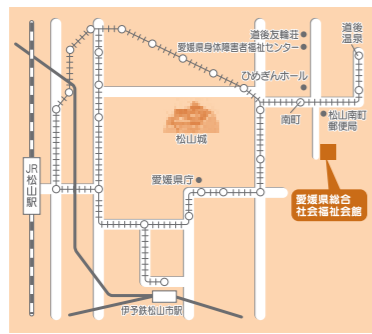 道後友輪荘
愛媛県身体障害者福祉センター
道後
温泉
ひめぎんホール
南町
松山南町
郵便局
松山城
JR松山駅
愛媛県庁
愛媛県総合
社会福祉会館
伊予鉄松山市駅